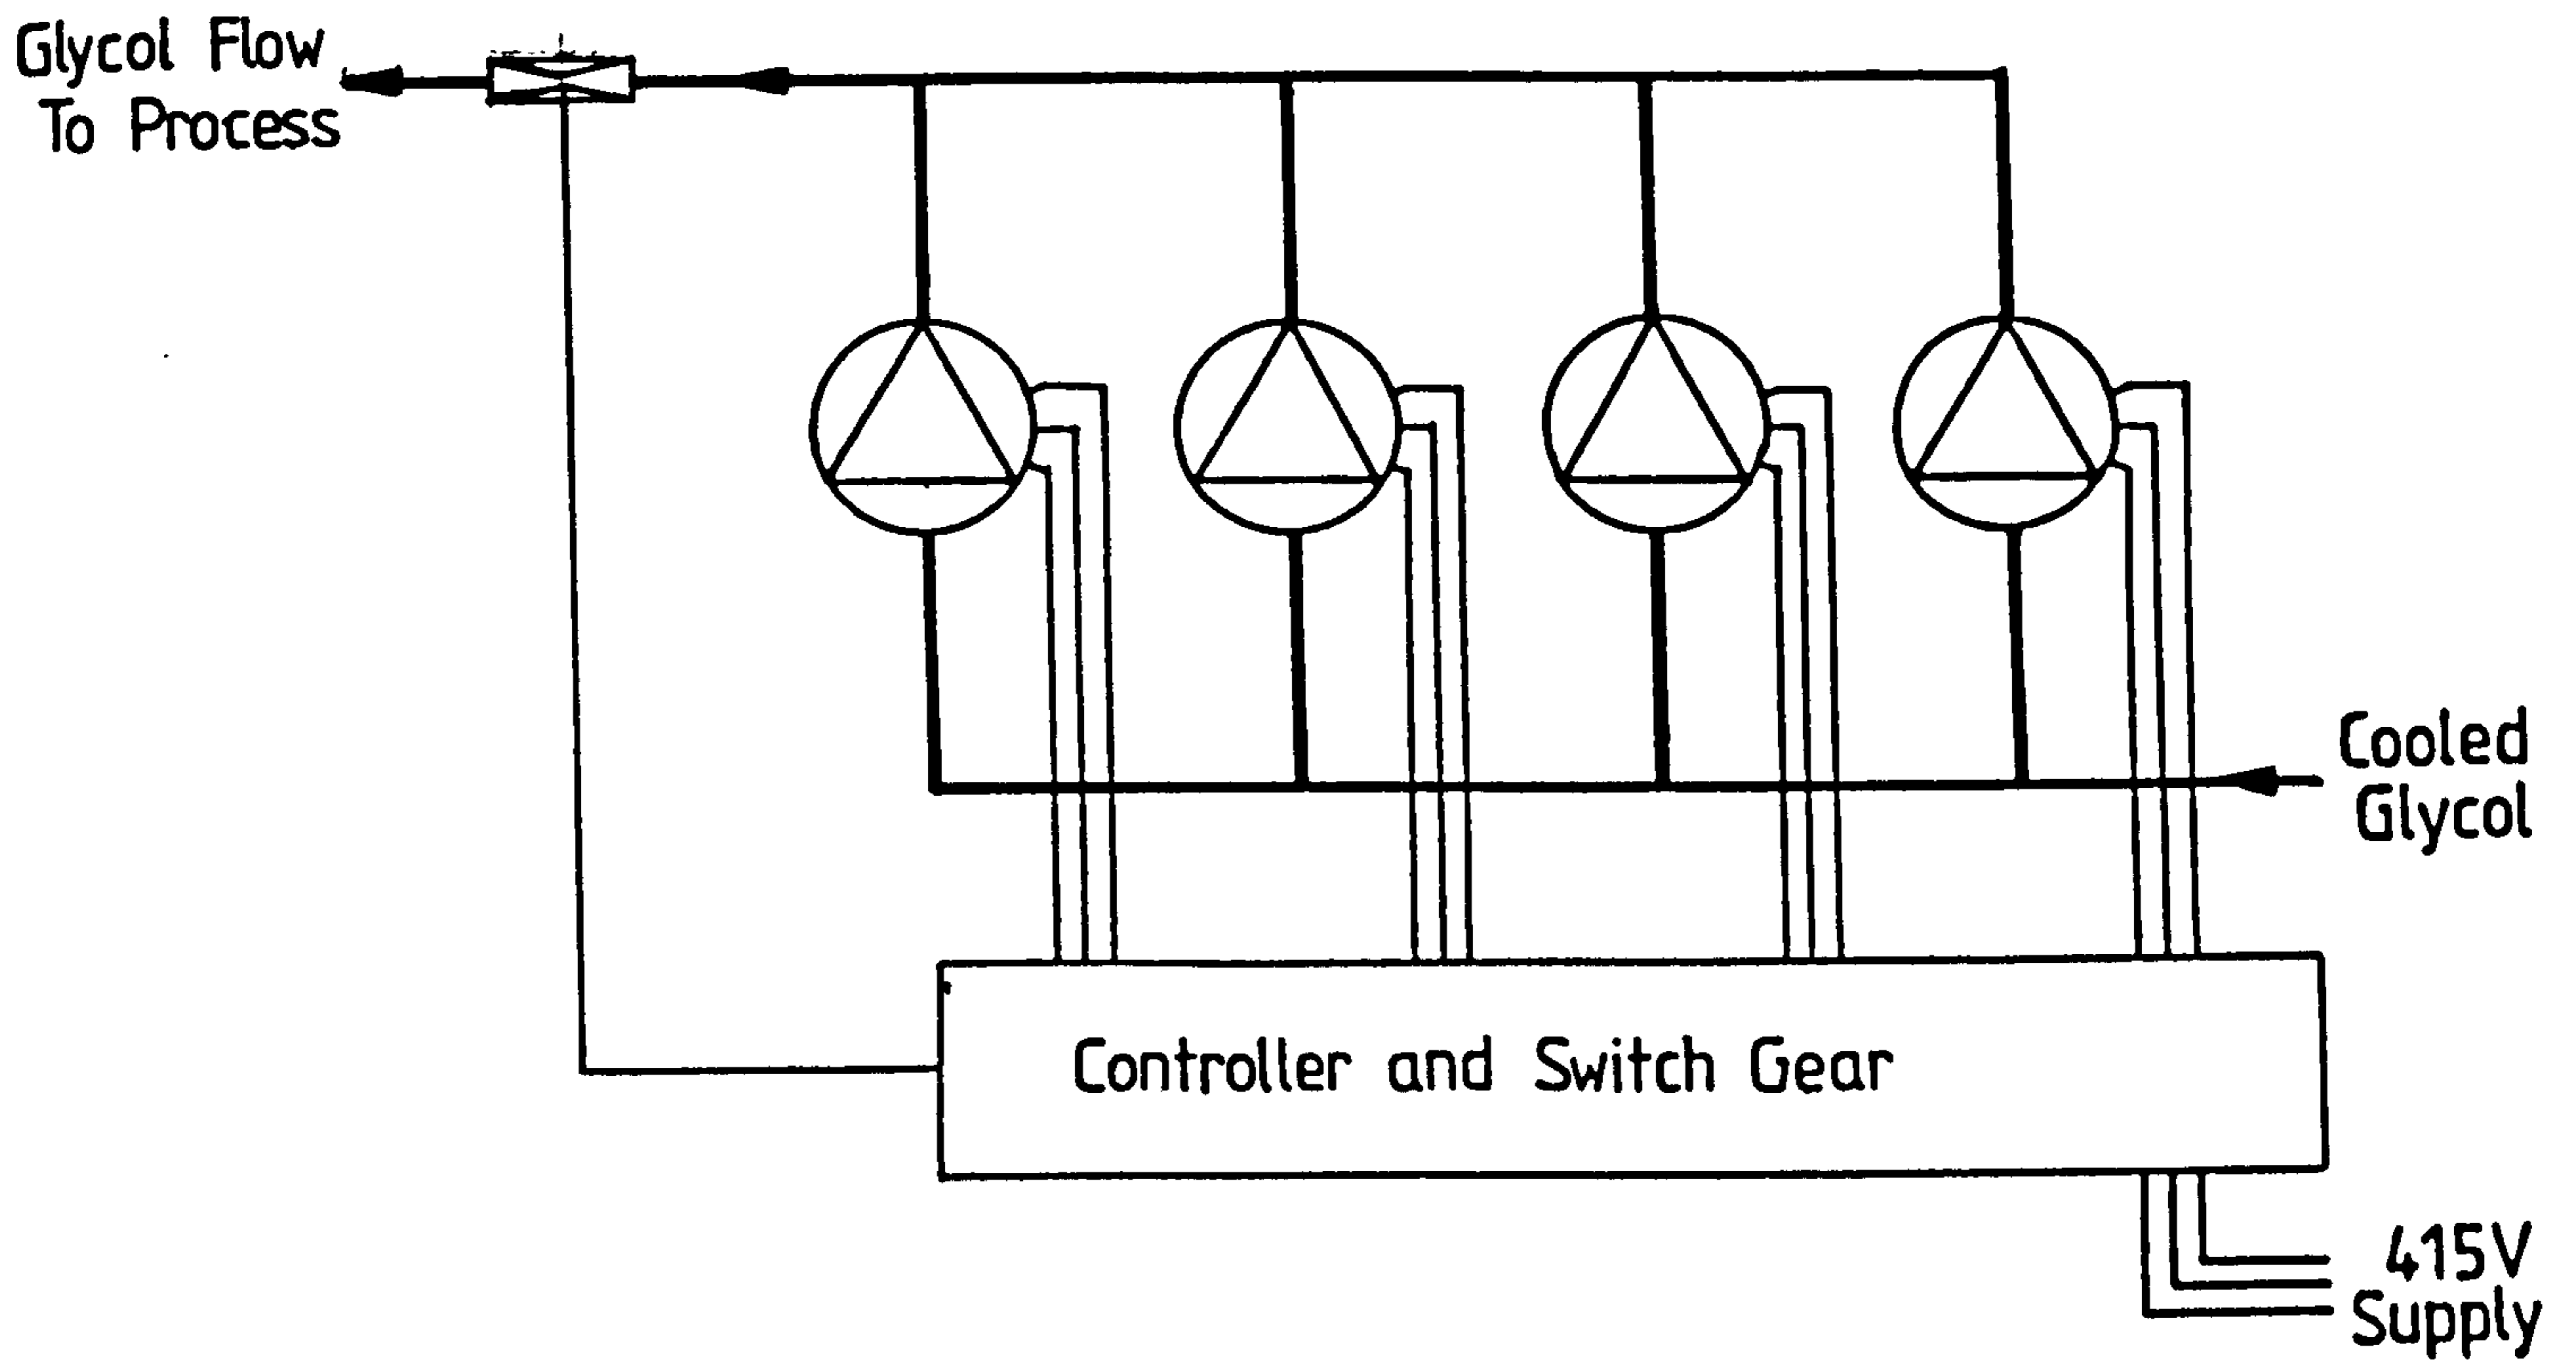 Glycol Flow
To Process
Cooled
Glycol
Controller and Switch Gear
415V
Supply